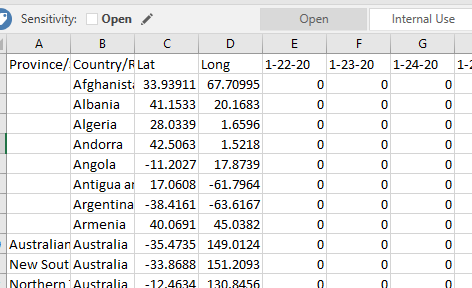 Sensitivity: Open Open Internal Use
A B C D E F G
Province/ Country/R Lat Long 1-22-20 1-23-20 1-24-20 1-2
Afghanista 33.93911 67.70995 0 0 0
Albania 41.1533 20.1683 0 0 0
Algeria 28.0339 1.6596 0 0 0
Andorra 42.5063 1.5218 0 0 0
Angola -11.2027 17.8739 0 0 0
Antigua ar 17.0608 -61.7964 0 0 0
Argentina -38.4161 -63.6167 0 0 0
Armenia 40.0691 45.0382 0 0 0
Australian Australia -35.4735 149.0124 0 0 0
New Sout Australia -33.8688 151.2093 0 0 0
Northern Australia -12.4634 130.8456 0 0 0